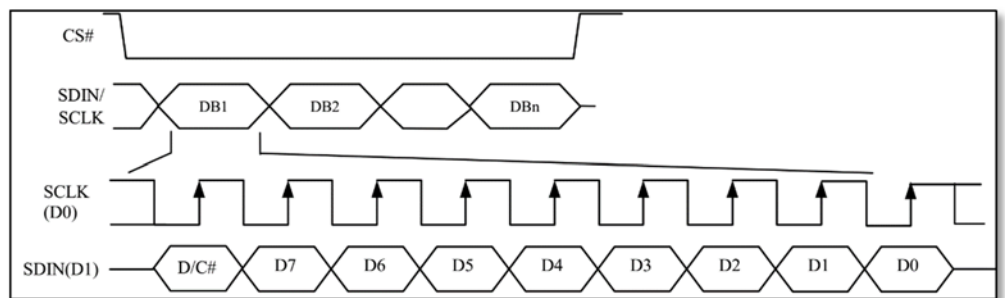 CS#
SDIN/
SCLK
DB1 DB2 DBn
SCLK
(D0)
SDIN(D1) D/C# D7 D6 D5 D4 D3 D2 D1 D0